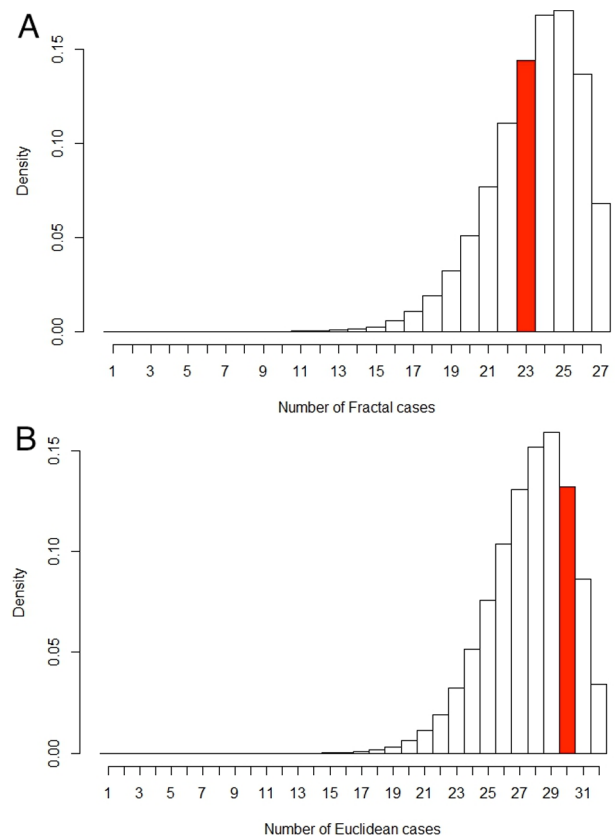 A
Density
0.15
0.10
0.05
0.00
1 3 5 7 9 11 13 15 17 19 21 23 25 27
Number of Fractal cases
B
Density
0.15
0.10
0.05
0.00
1 3 5 7 9 11 13 15 17 19 21 23 25 27 29 31
Number of Euclidean cases